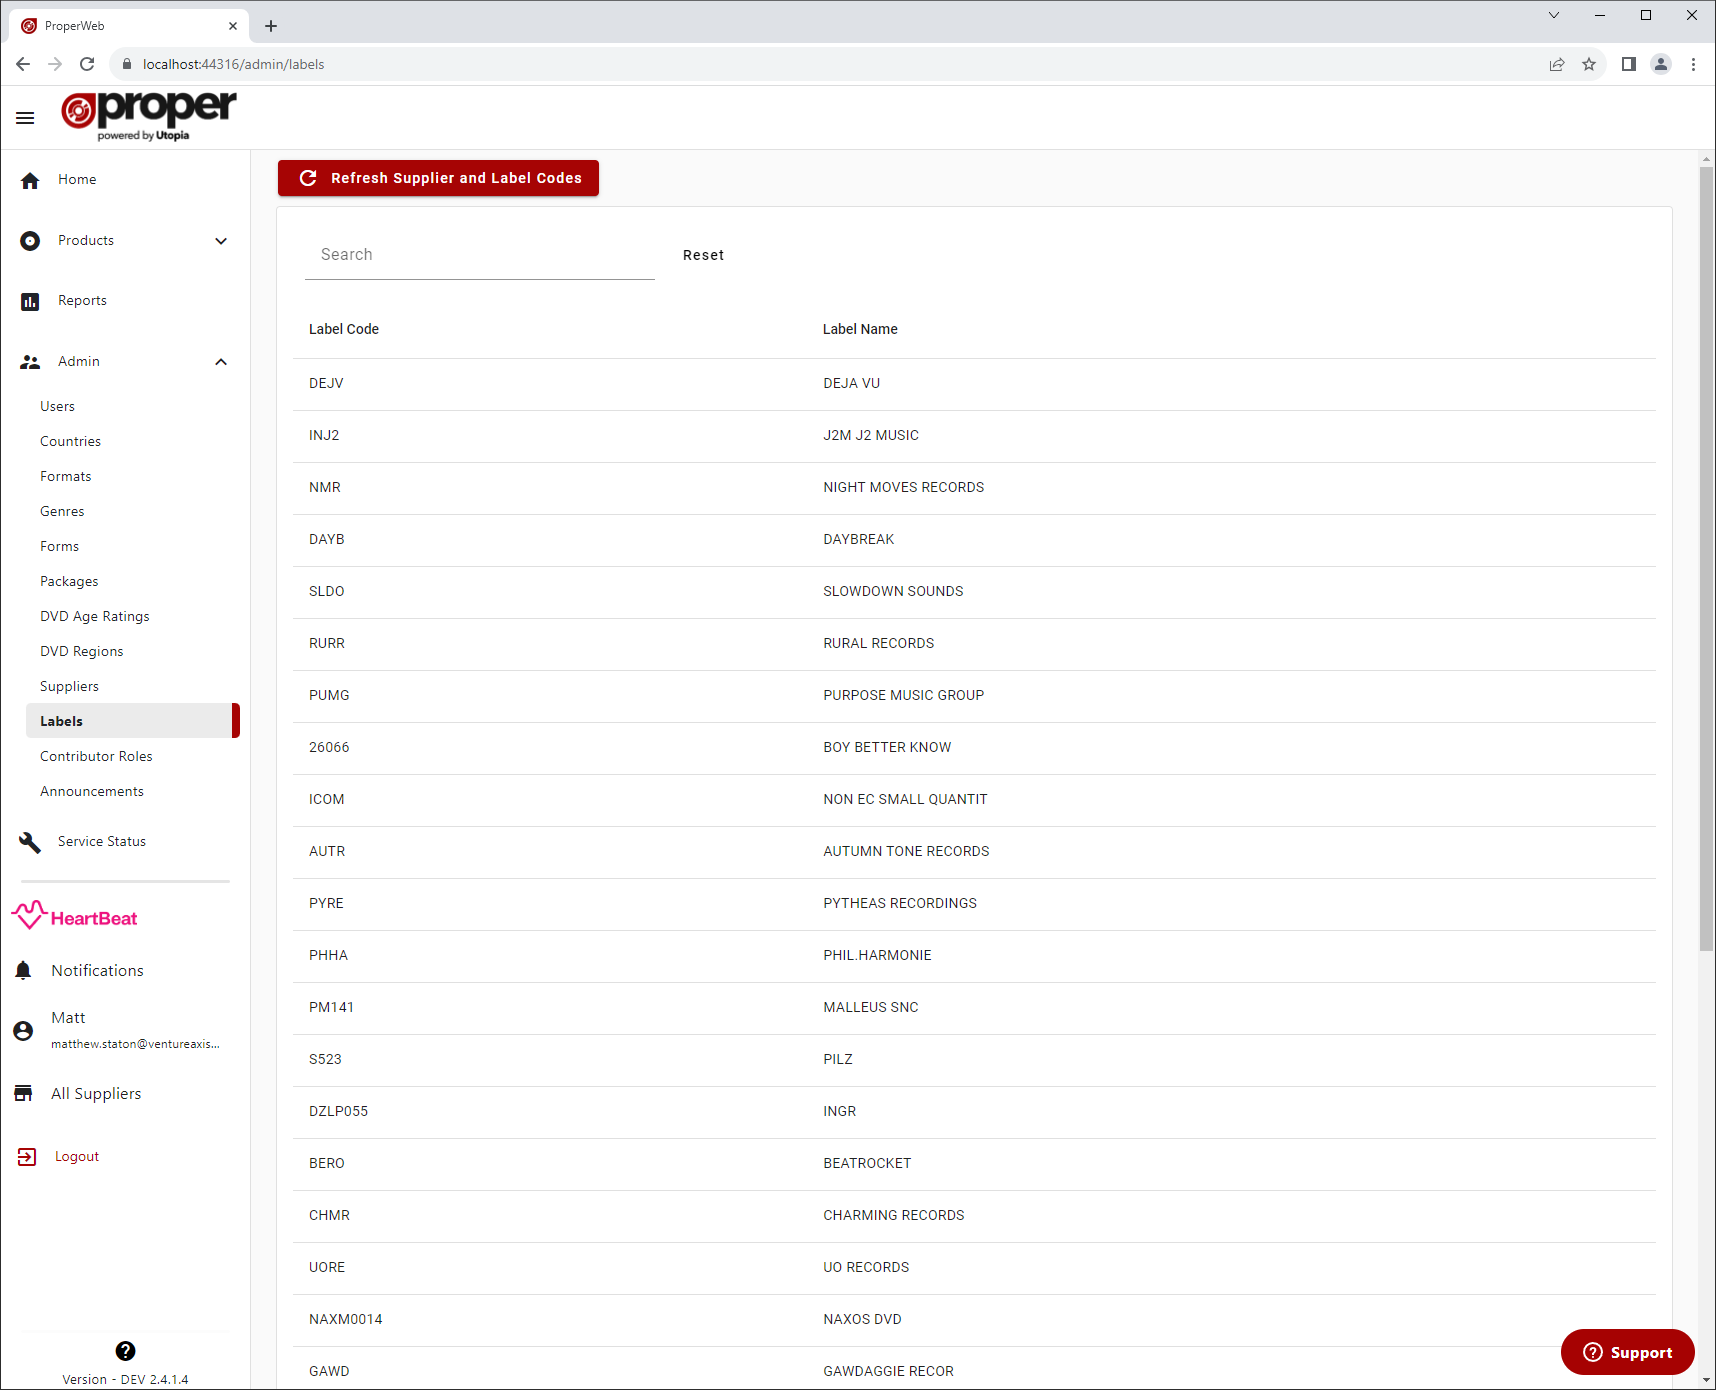 ProperWeb
localhost:44316/admin/labels
proper
powered by Utopia
Home
Products
Reports
Admin
Users
Countries
Formats
Genres
Forms
Packages
DVD Age Ratings
DVD Regions
Suppliers
Labels
Contributor Roles
Announcements
Service Status
HeartBeat
Notifications
Matt
matthew.staton@ventureaxis...
All Suppliers
Logout
Version - DEV 2.4.1.4
Refresh Supplier and Label Codes
Search Reset
Label Code Label Name
DEJV DEJA VU
INJ2 J2M J2 MUSIC
NMR NIGHT MOVES RECORDS
DAYB DAYBREAK
SLDO SLOWDOWN SOUNDS
RURR RURAL RECORDS
PUMG PURPOSE MUSIC GROUP
26066 BOY BETTER KNOW
ICOM NON EC SMALL QUANTIT
AUTR AUTUMN TONE RECORDS
PYRE PYTHEAS RECORDINGS
PHHA PHIL.HARMONIE
PM141 MALLEUS SNC
S523 PILZ
DZLP055 INGR
BERO BEATROCKET
CHMR CHARMING RECORDS
UORE UO RECORDS
NAXM0014 NAXOS DVD
GAWD GAWDAGGIE RECOR
Support